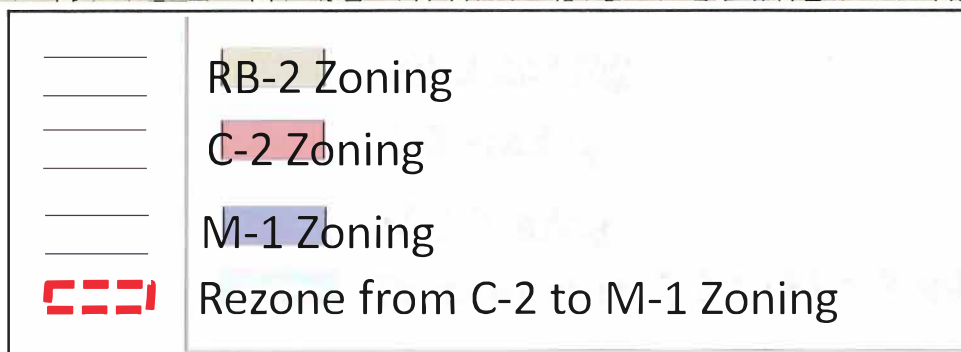 RB-2 Zoning
C-2 Zoning
M-1 Zoning
Rezone from C-2 to M-1 Zoning